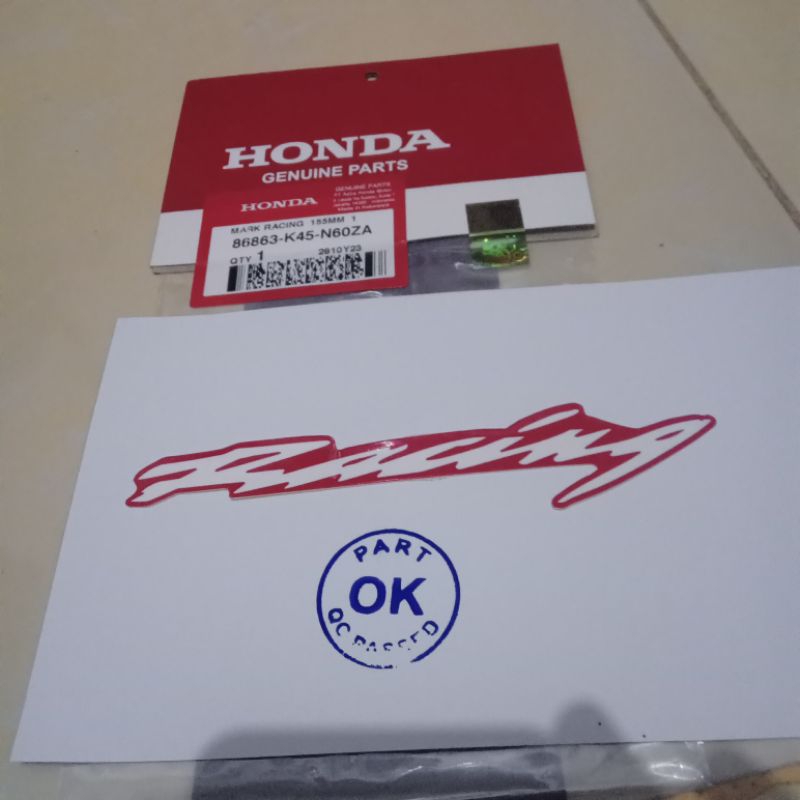 HONDA
GENUINE PARTS
HONDA
GENUINE PARTS
MARK RACING 155MM 1
86863-K45-N60ZA
QTY 1
2810Y23
Racing
PART
OK
QC PASSED